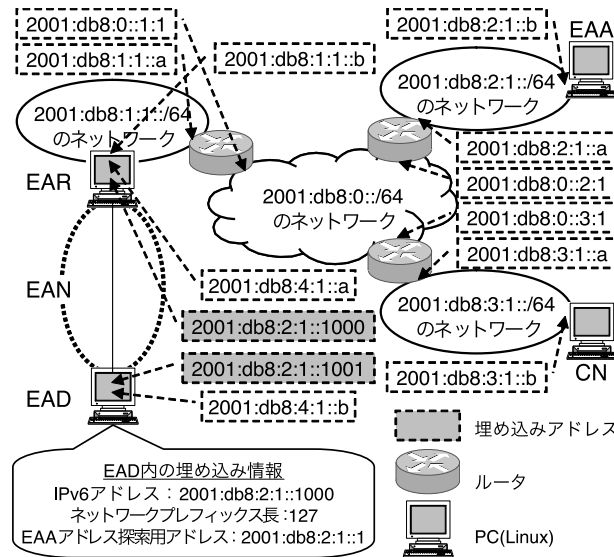 2001:db8:0::1:1
2001:db8:1:1::a
2001:db8:1:1::b
2001:db8:2:1::b
EAA
2001:db8:1:1::/64
のネットワーク
2001:db8:2:1::/64
のネットワーク
EAR
2001:db8:2:1::a
2001:db8:0::2:1
2001:db8:0::/64
のネットワーク
2001:db8:0::3:1
2001:db8:3:1::a
EAN
2001:db8:4:1::a
2001:db8:3:1::/64
のネットワーク
2001:db8:2:1::1000
2001:db8:2:1::1001
2001:db8:3:1::b
CN
EAD
2001:db8:4:1::b
埋め込みアドレス
EAD内の埋め込み情報
IPv6アドレス：2001:db8:2:1::1000
ネットワークプレフィックス長:127
EAAアドレス探索用アドレス:2001:db8:2:1::1
ルータ
PC(Linux)